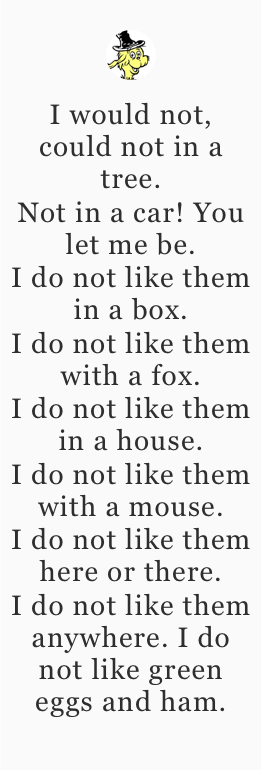 I would not,
could not in a
tree.
Not in a car! You
let me be.
I do not like them
in a box.
I do not like them
with a fox.
I do not like them
in a house.
I do not like them
with a mouse.
I do not like them
here or there.
I do not like them
anywhere. I do
not like green
eggs and ham.